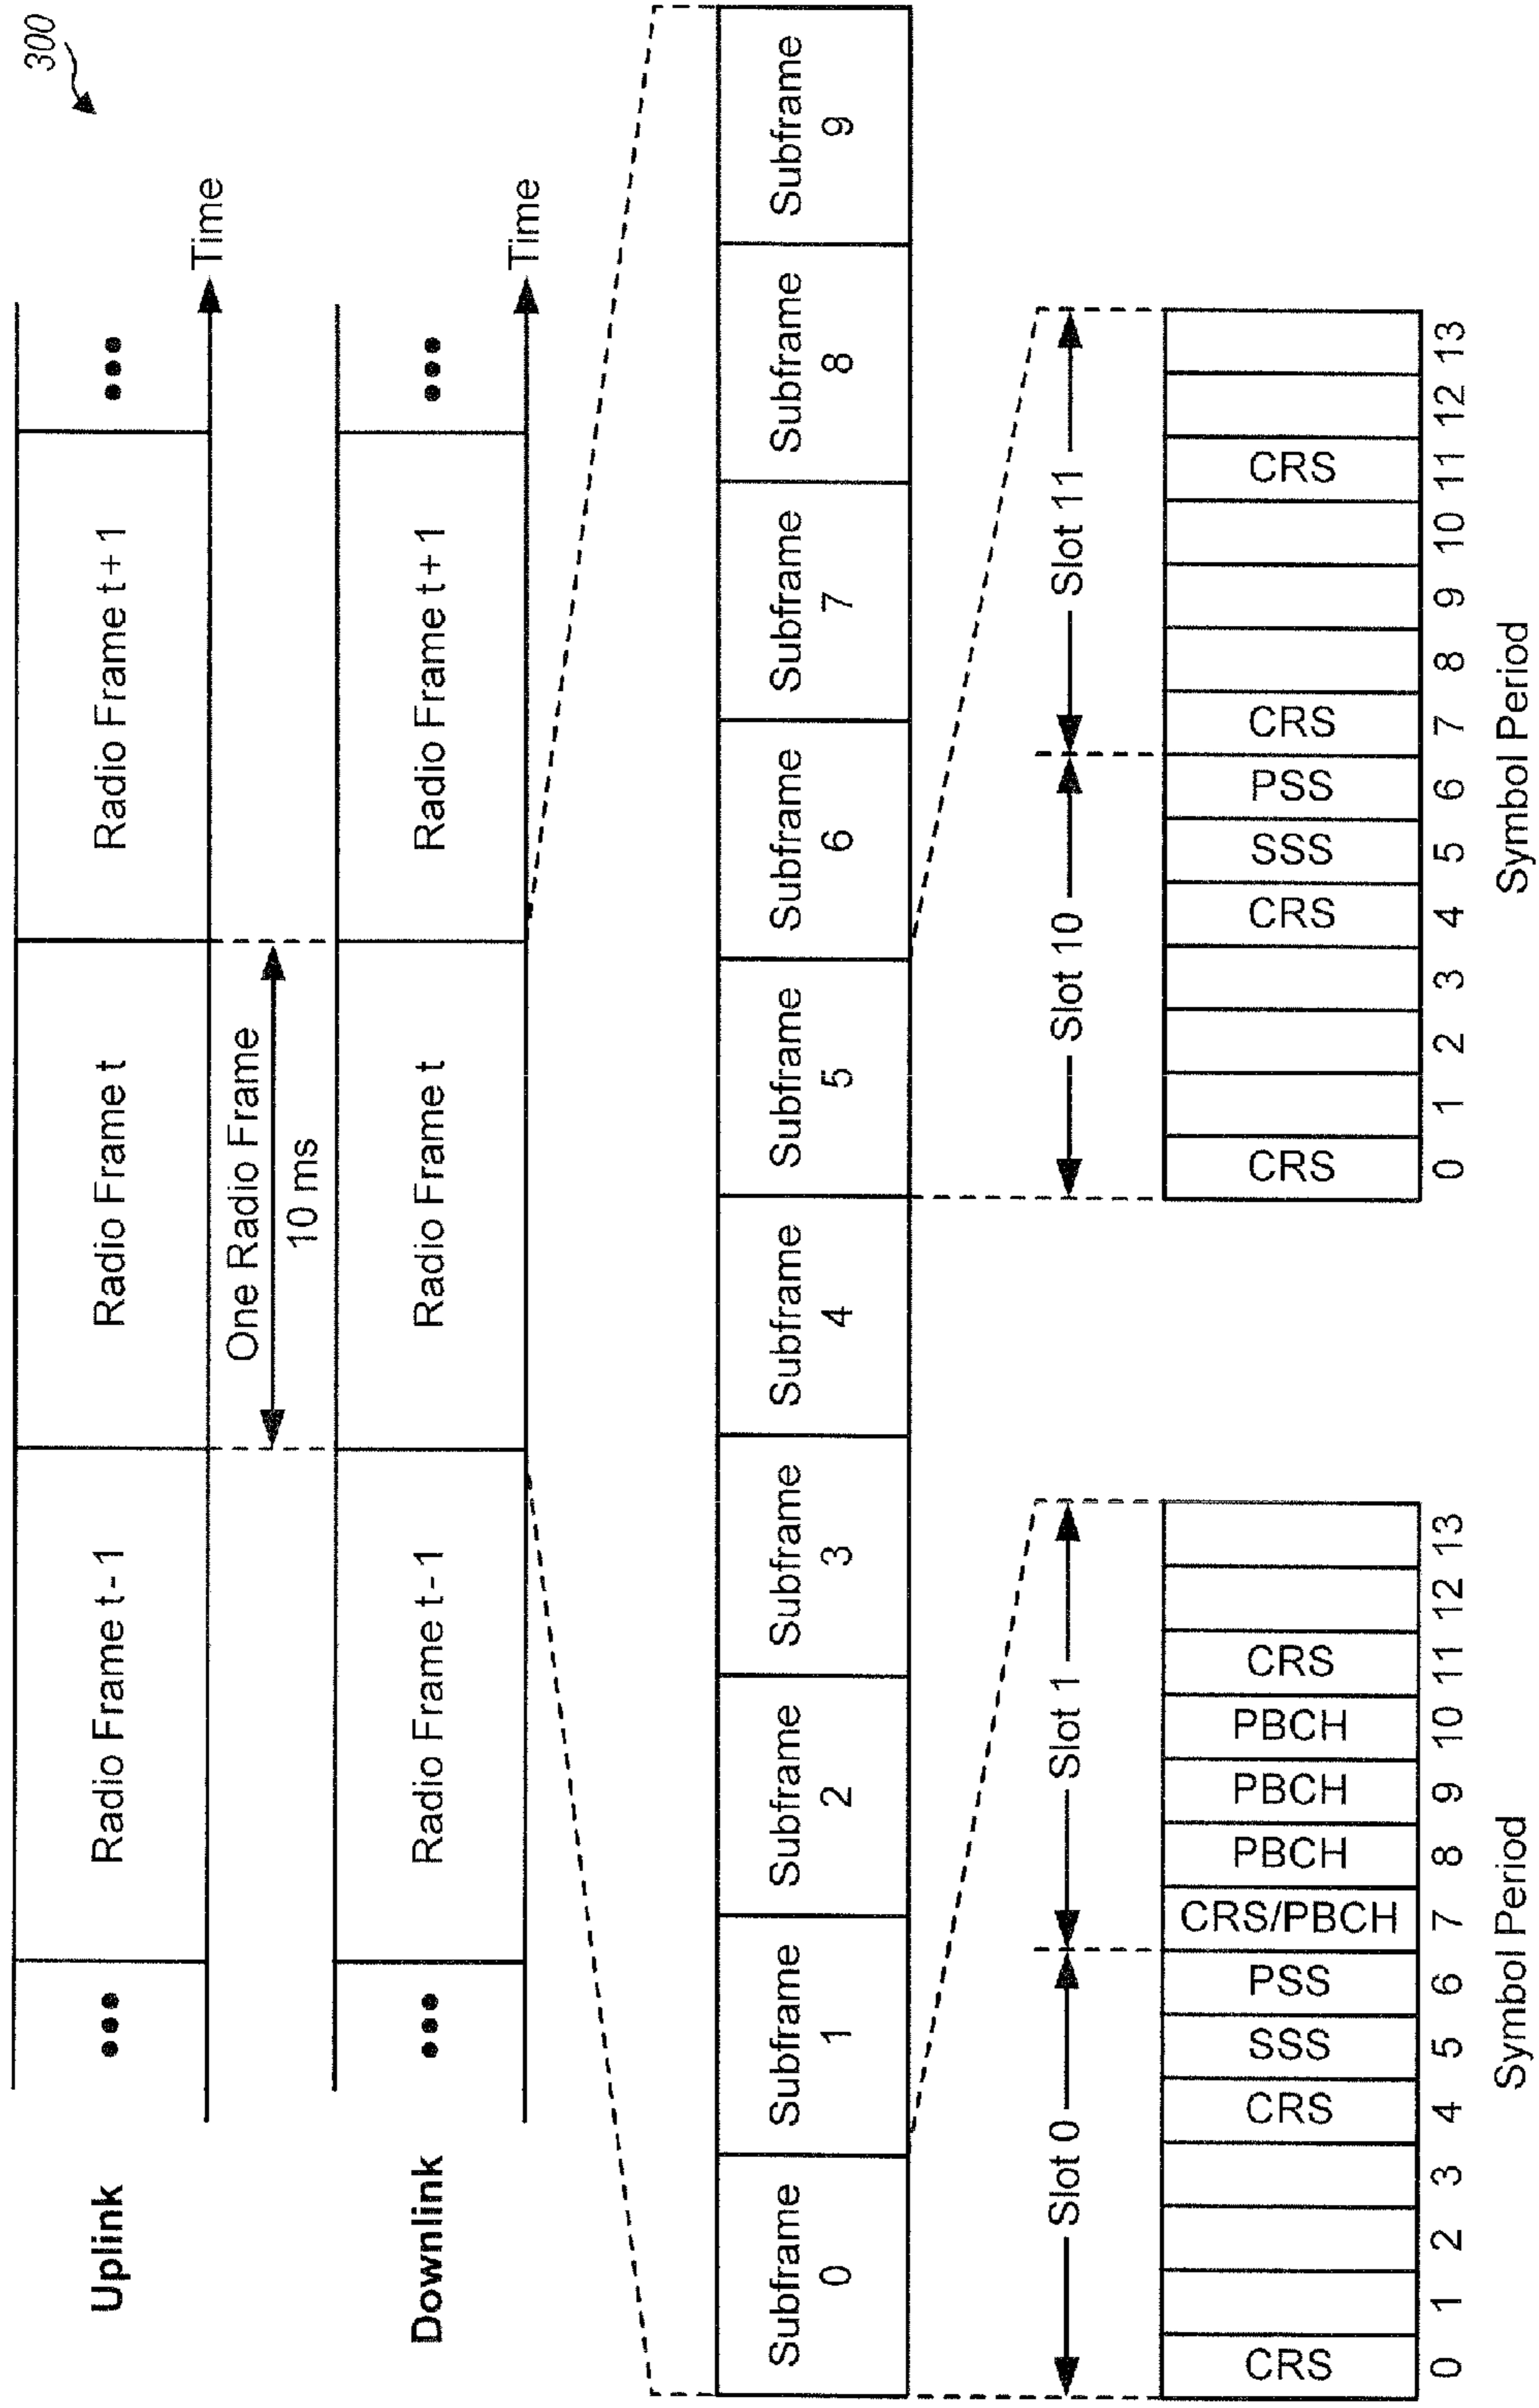 300
Uplink
•••
Radio Frame t-1
Radio Frame t
Radio Frame t+1
•••
Time
One Radio Frame
10 ms
Downlink
•••
Radio Frame t-1
Radio Frame t
Radio Frame t+1
•••
Time
Subframe 0
Subframe 1
Subframe 2
Subframe 3
Subframe 4
Subframe 5
Subframe 6
Subframe 7
Subframe 8
Subframe 9
Slot 0
Slot 1
CRS
CRS
SSS
PSS
CRS/PBCH
PBCH
PBCH
PBCH
CRS
0 1 2 3 4 5 6 7 8 9 10 11 12 13
Symbol Period
Slot 10
Slot 11
CRS
CRS
SSS
PSS
CRS
CRS
0 1 2 3 4 5 6 7 8 9 10 11 12 13
Symbol Period